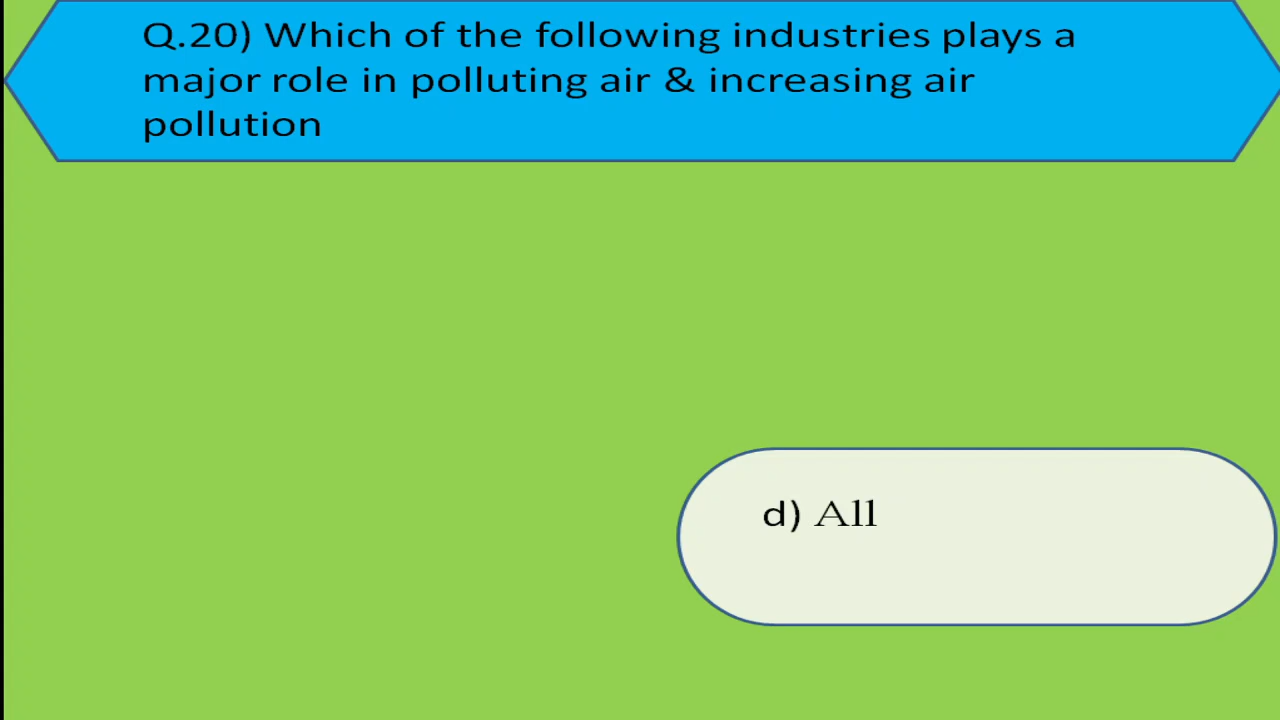 Q.20) Which of the following industries plays a
major role in polluting air & increasing air
pollution
d) All